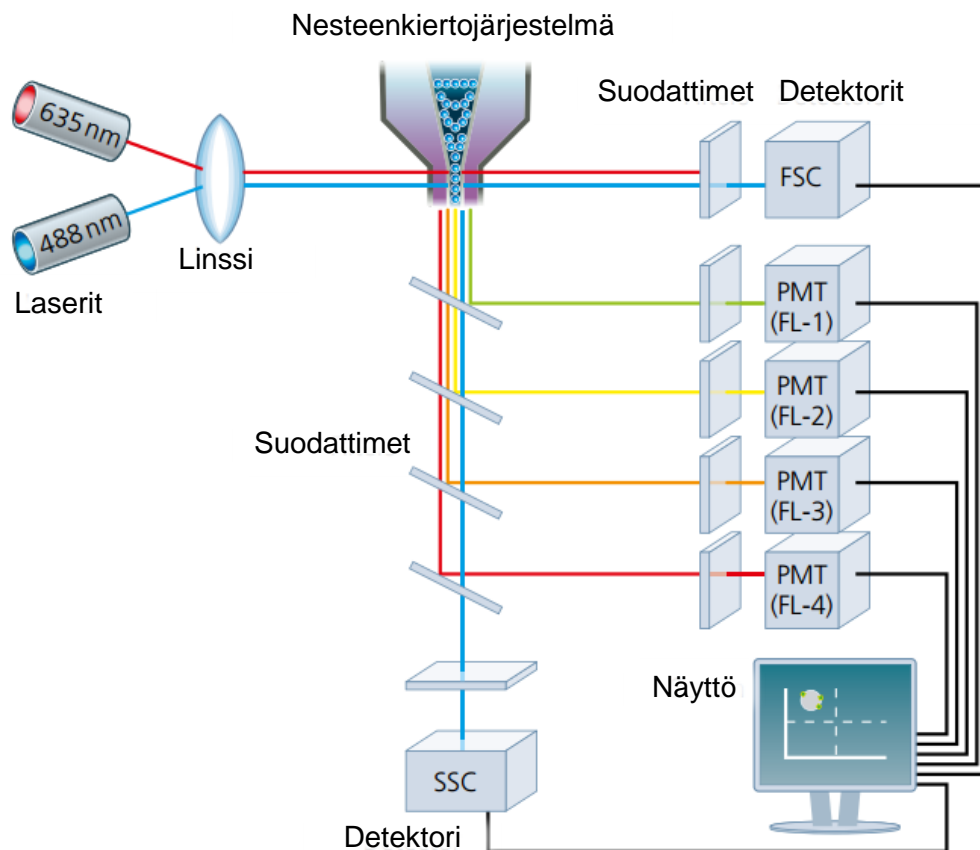 Nesteenkiertojärjestelmä
Suodattimet
Detektorit
635 nm
FSC
488 nm
Linssi
Laserit
PMT
(FL-1)
PMT
(FL-2)
Suodattimet
PMT
(FL-3)
PMT
(FL-4)
Näyttö
SSC
Detektori